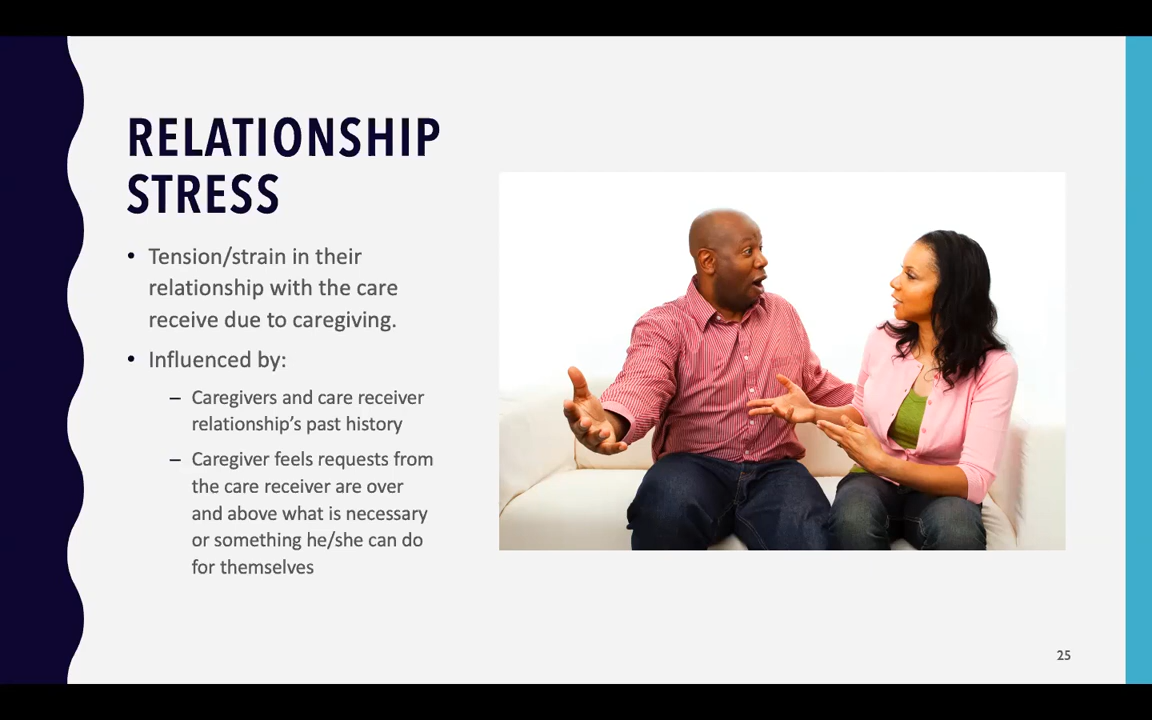 RELATIONSHIP
STRESS
• Tension/strain in their
relationship with the care
receive due to caregiving.
• Influenced by:
– Caregivers and care receiver
relationship's past history
– Caregiver feels requests from
the care receiver are over
and above what is necessary
or something he/she can do
for themselves
25